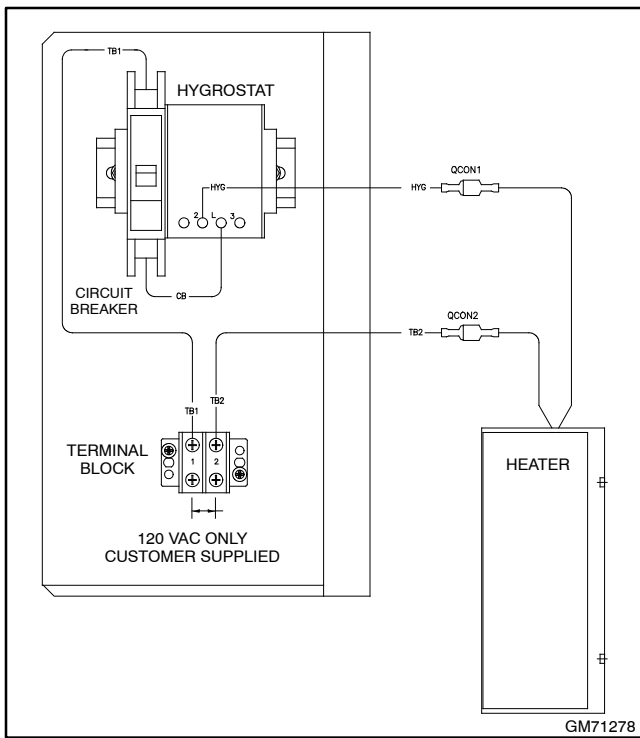 TB1
HYGROSTAT
HYG
HYG
QCON1
2 L 3
CIRCUIT
BREAKER
CB
QCON2
TB2
TB1
TB2
TERMINAL
BLOCK
1 2
HEATER
120 VAC ONLY
CUSTOMER SUPPLIED
GM71278